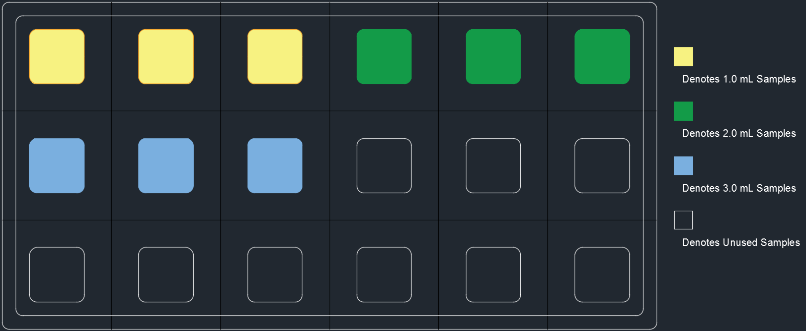 Denotes 1.0 mL Samples
Denotes 2.0 mL Samples
Denotes 3.0 mL Samples
Denotes Unused Samples